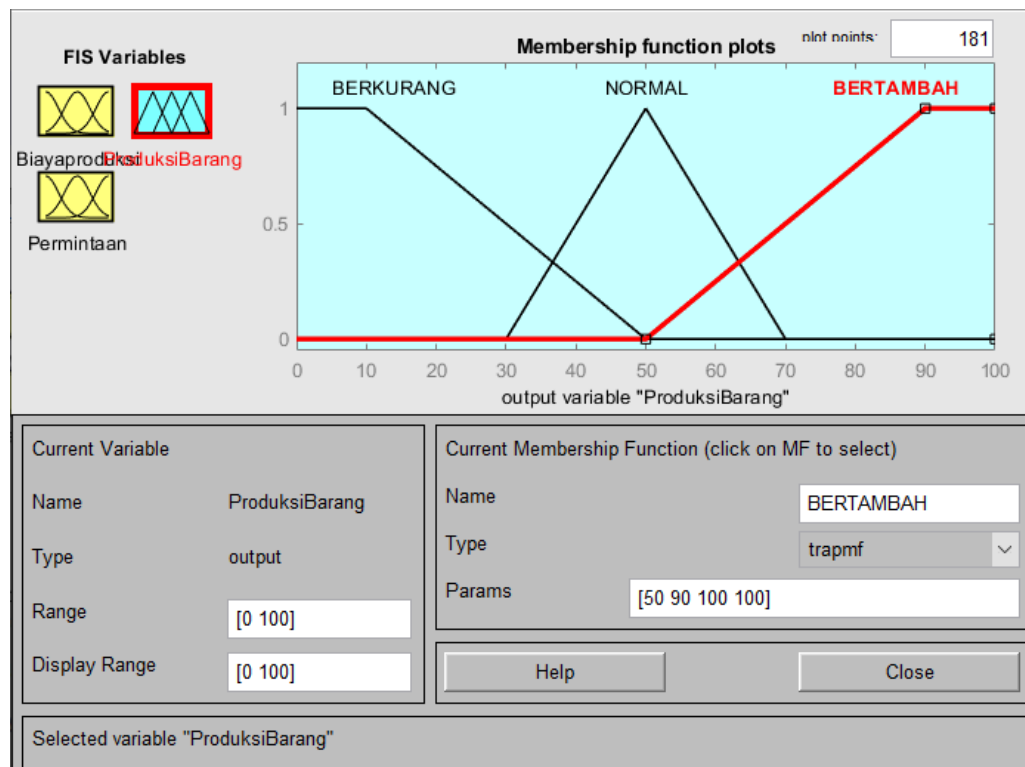 FIS Variables
Biayaproduksi
ProduksiBarang
Permintaan
Membership function plots
plot points:
181
BERKURANG
NORMAL
BERTAMBAH
1
0.5
0
0 10 20 30 40 50 60 70 80 90 100
output variable "ProduksiBarang"
Current Variable
Name ProduksiBarang
Type output
Range [0 100]
Display Range [0 100]
Current Membership Function (click on MF to select)
Name BERTAMBAH
Type trapmf
Params [50 90 100 100]
Help
Close
Selected variable "ProduksiBarang"